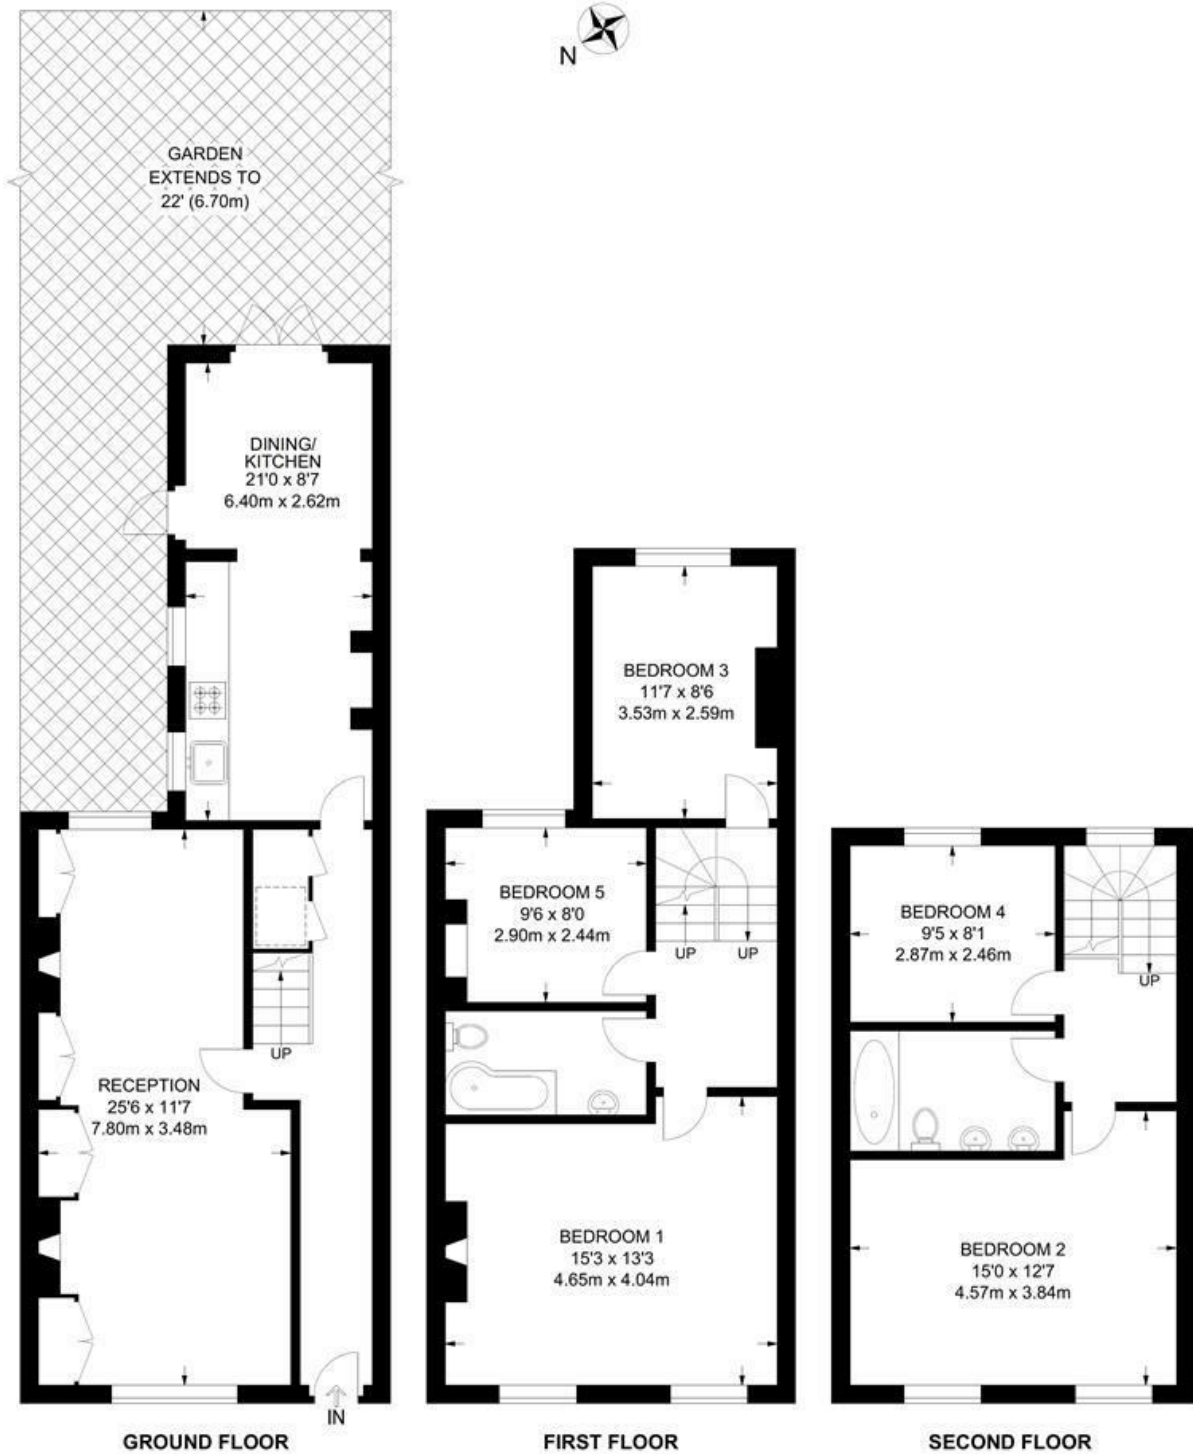 N
GARDEN
EXTENDS TO
22' (6.70m)
DINING/
KITCHEN
21'0 x 8'7
6.40m x 2.62m
UP
RECEPTION
25'6 x 11'7
7.80m x 3.48m
IN
GROUND FLOOR
BEDROOM 3
11'7 x 8'6
3.53m x 2.59m
BEDROOM 5
9'6 x 8'0
2.90m x 2.44m
UP
UP
BEDROOM 1
15'3 x 13'3
4.65m x 4.04m
FIRST FLOOR
BEDROOM 4
9'5 x 8'1
2.87m x 2.46m
UP
BEDROOM 2
15'0 x 12'7
4.57m x 3.84m
SECOND FLOOR